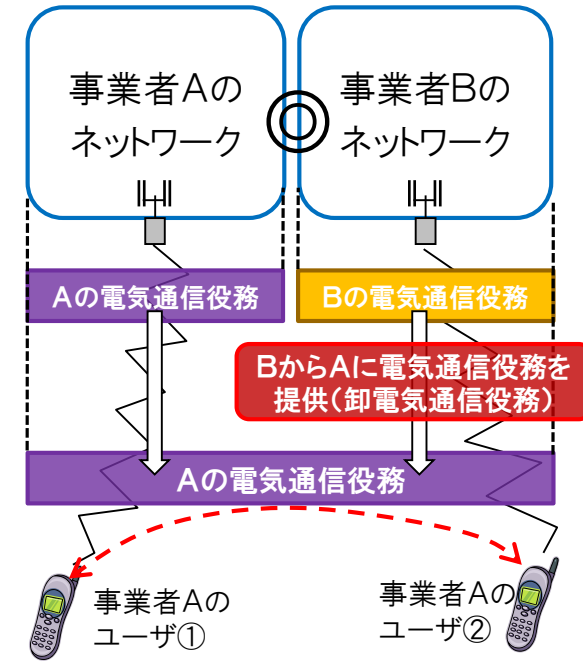 事業者Aの
ネットワーク
事業者Bの
ネットワーク
Aの電気通信役務
Bの電気通信役務
BからAに電気通信役務を
提供(卸電気通信役務)
Aの電気通信役務
事業者Aの
ユーザ①
事業者Aの
ユーザ②